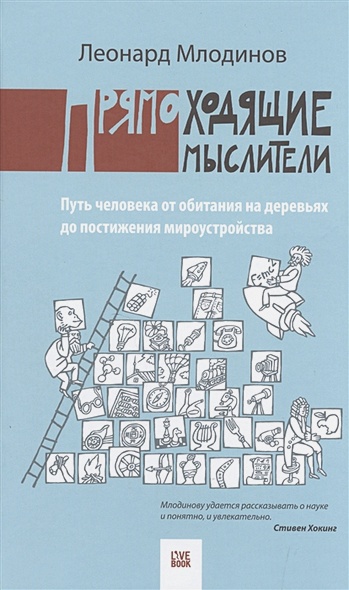 Леонард Млодинов
ПРЯМОХОДЯЩИЕ
МЫСЛИТЕЛИ
Путь человека от обитания на деревьях
до постижения мироустройства
E=mc²
Млодинову удается рассказывать о науке
и понятно, и увлекательно.
Стивен Хокинг
LIVE
BOOK